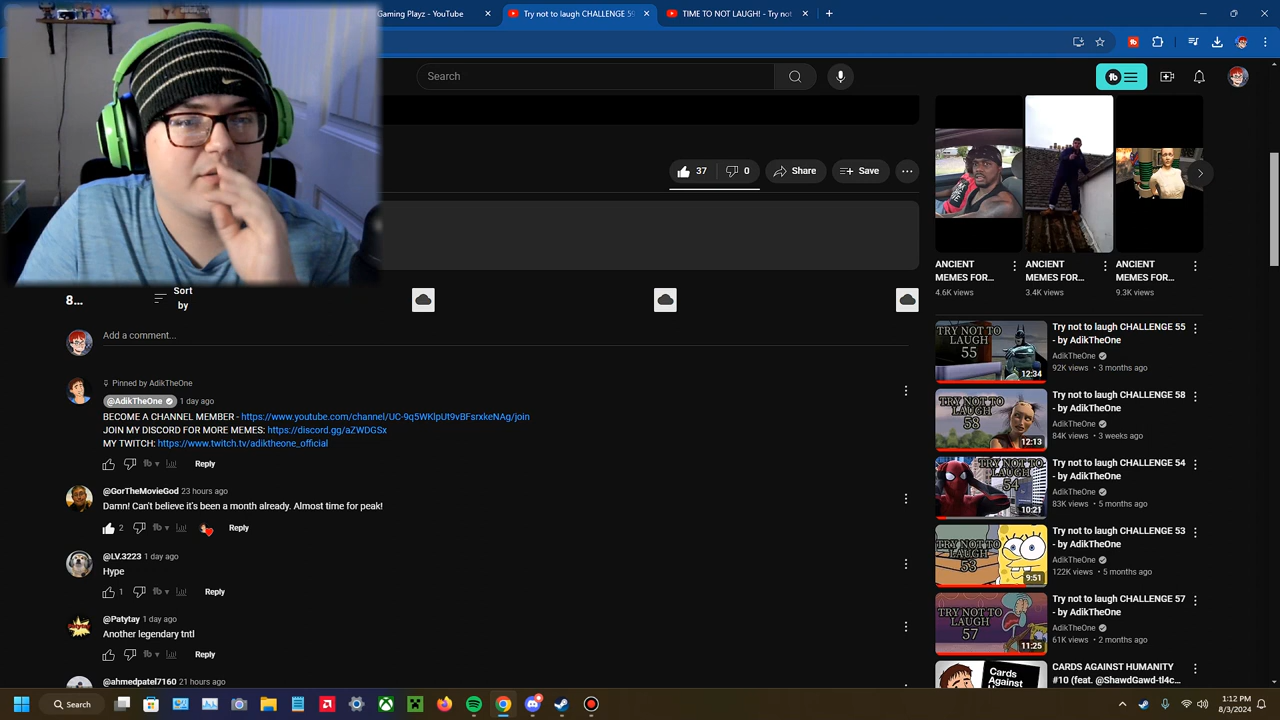 Gaming Playz - YouTube
Try not to laugh CHALLENGE 5
TIME TO NOT LAUGH! Try not
Search
37
0
Share
Save
ANCIENT
MEMES FOR...
4.6K views
ANCIENT
MEMES FOR...
3.4K views
ANCIENT
MEMES FOR...
9.3K views
8...
Sort
by
Add a comment...
Pinned by AdikTheOne
@AdikTheOne 1 day ago
BECOME A CHANNEL MEMBER - https://www.youtube.com/channel/UC-9q5WKlpUt9vBFsrxkeNAg/join
JOIN MY DISCORD FOR MORE MEMES: https://discord.gg/aZWDGSx
MY TWITCH: https://www.twitch.tv/adiktheone_official
Reply
@GorTheMovieGod 23 hours ago
Damn! Can't believe it's been a month already. Almost time for peak!
2
Reply
@LV.3223 1 day ago
Hype
1
Reply
@Patytay 1 day ago
Another legendary tntl
Reply
@ahmedpatel7160 21 hours ago
TRY NOT TO
LAUGH
55
12:34
Try not to laugh CHALLENGE 55
- by AdikTheOne
AdikTheOne
92K views • 3 months ago
TRY NOT TO
LAUGH
58
12:13
Try not to laugh CHALLENGE 58
- by AdikTheOne
AdikTheOne
84K views • 3 weeks ago
TRY NOT TO
LAUGH
54
10:21
Try not to laugh CHALLENGE 54
- by AdikTheOne
AdikTheOne
83K views • 5 months ago
TRY NOT TO
LAUGH
53
9:51
Try not to laugh CHALLENGE 53
- by AdikTheOne
AdikTheOne
122K views • 5 months ago
TRY NOT TO
LAUGH
57
11:25
Try not to laugh CHALLENGE 57
- by AdikTheOne
AdikTheOne
61K views • 2 months ago
Cards
Against
CARDS AGAINST HUMANITY
#10 (feat. @ShawdGawd-tl4c...
Search
1:12 PM
8/3/2024